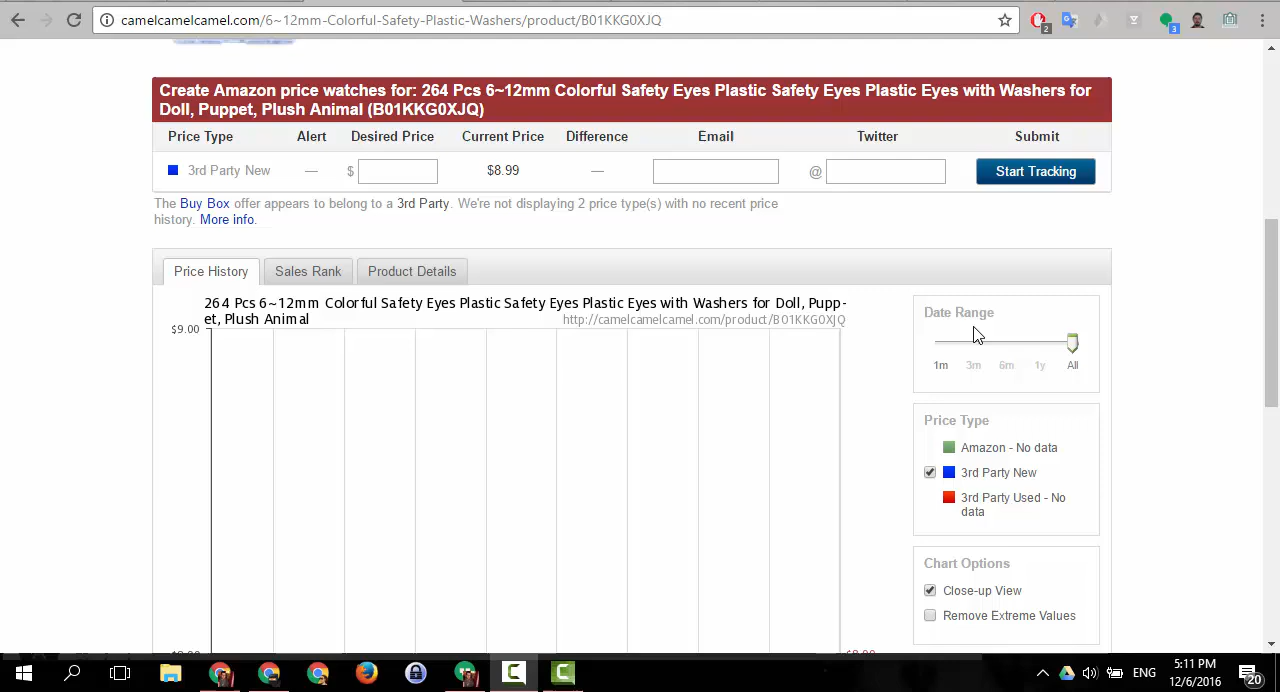 camelcamelcamel.com/6~12mm-Colorful-Safety-Plastic-Washers/product/B01KKG0XJQ
2
3
Create Amazon price watches for: 264 Pcs 6~12mm Colorful Safety Eyes Plastic Safety Eyes Plastic Eyes with Washers for
Doll, Puppet, Plush Animal (B01KKG0XJQ)
Price Type Alert Desired Price Current Price Difference Email Twitter Submit
3rd Party New — $ $8.99 — @ Start Tracking
The Buy Box offer appears to belong to a 3rd Party. We're not displaying 2 price type(s) with no recent price
history. More info.
Price History Sales Rank Product Details
264 Pcs 6~12mm Colorful Safety Eyes Plastic Safety Eyes Plastic Eyes with Washers for Doll, Pupp-
et, Plush Animal http://camelcamelcamel.com/product/B01KKG0XJQ
$9.00
Date Range
1m 3m 6m 1y All
Price Type
Amazon - No data
3rd Party New
3rd Party Used - No
data
Chart Options
Close-up View
Remove Extreme Values
ENG
5:11 PM
12/6/2016
20